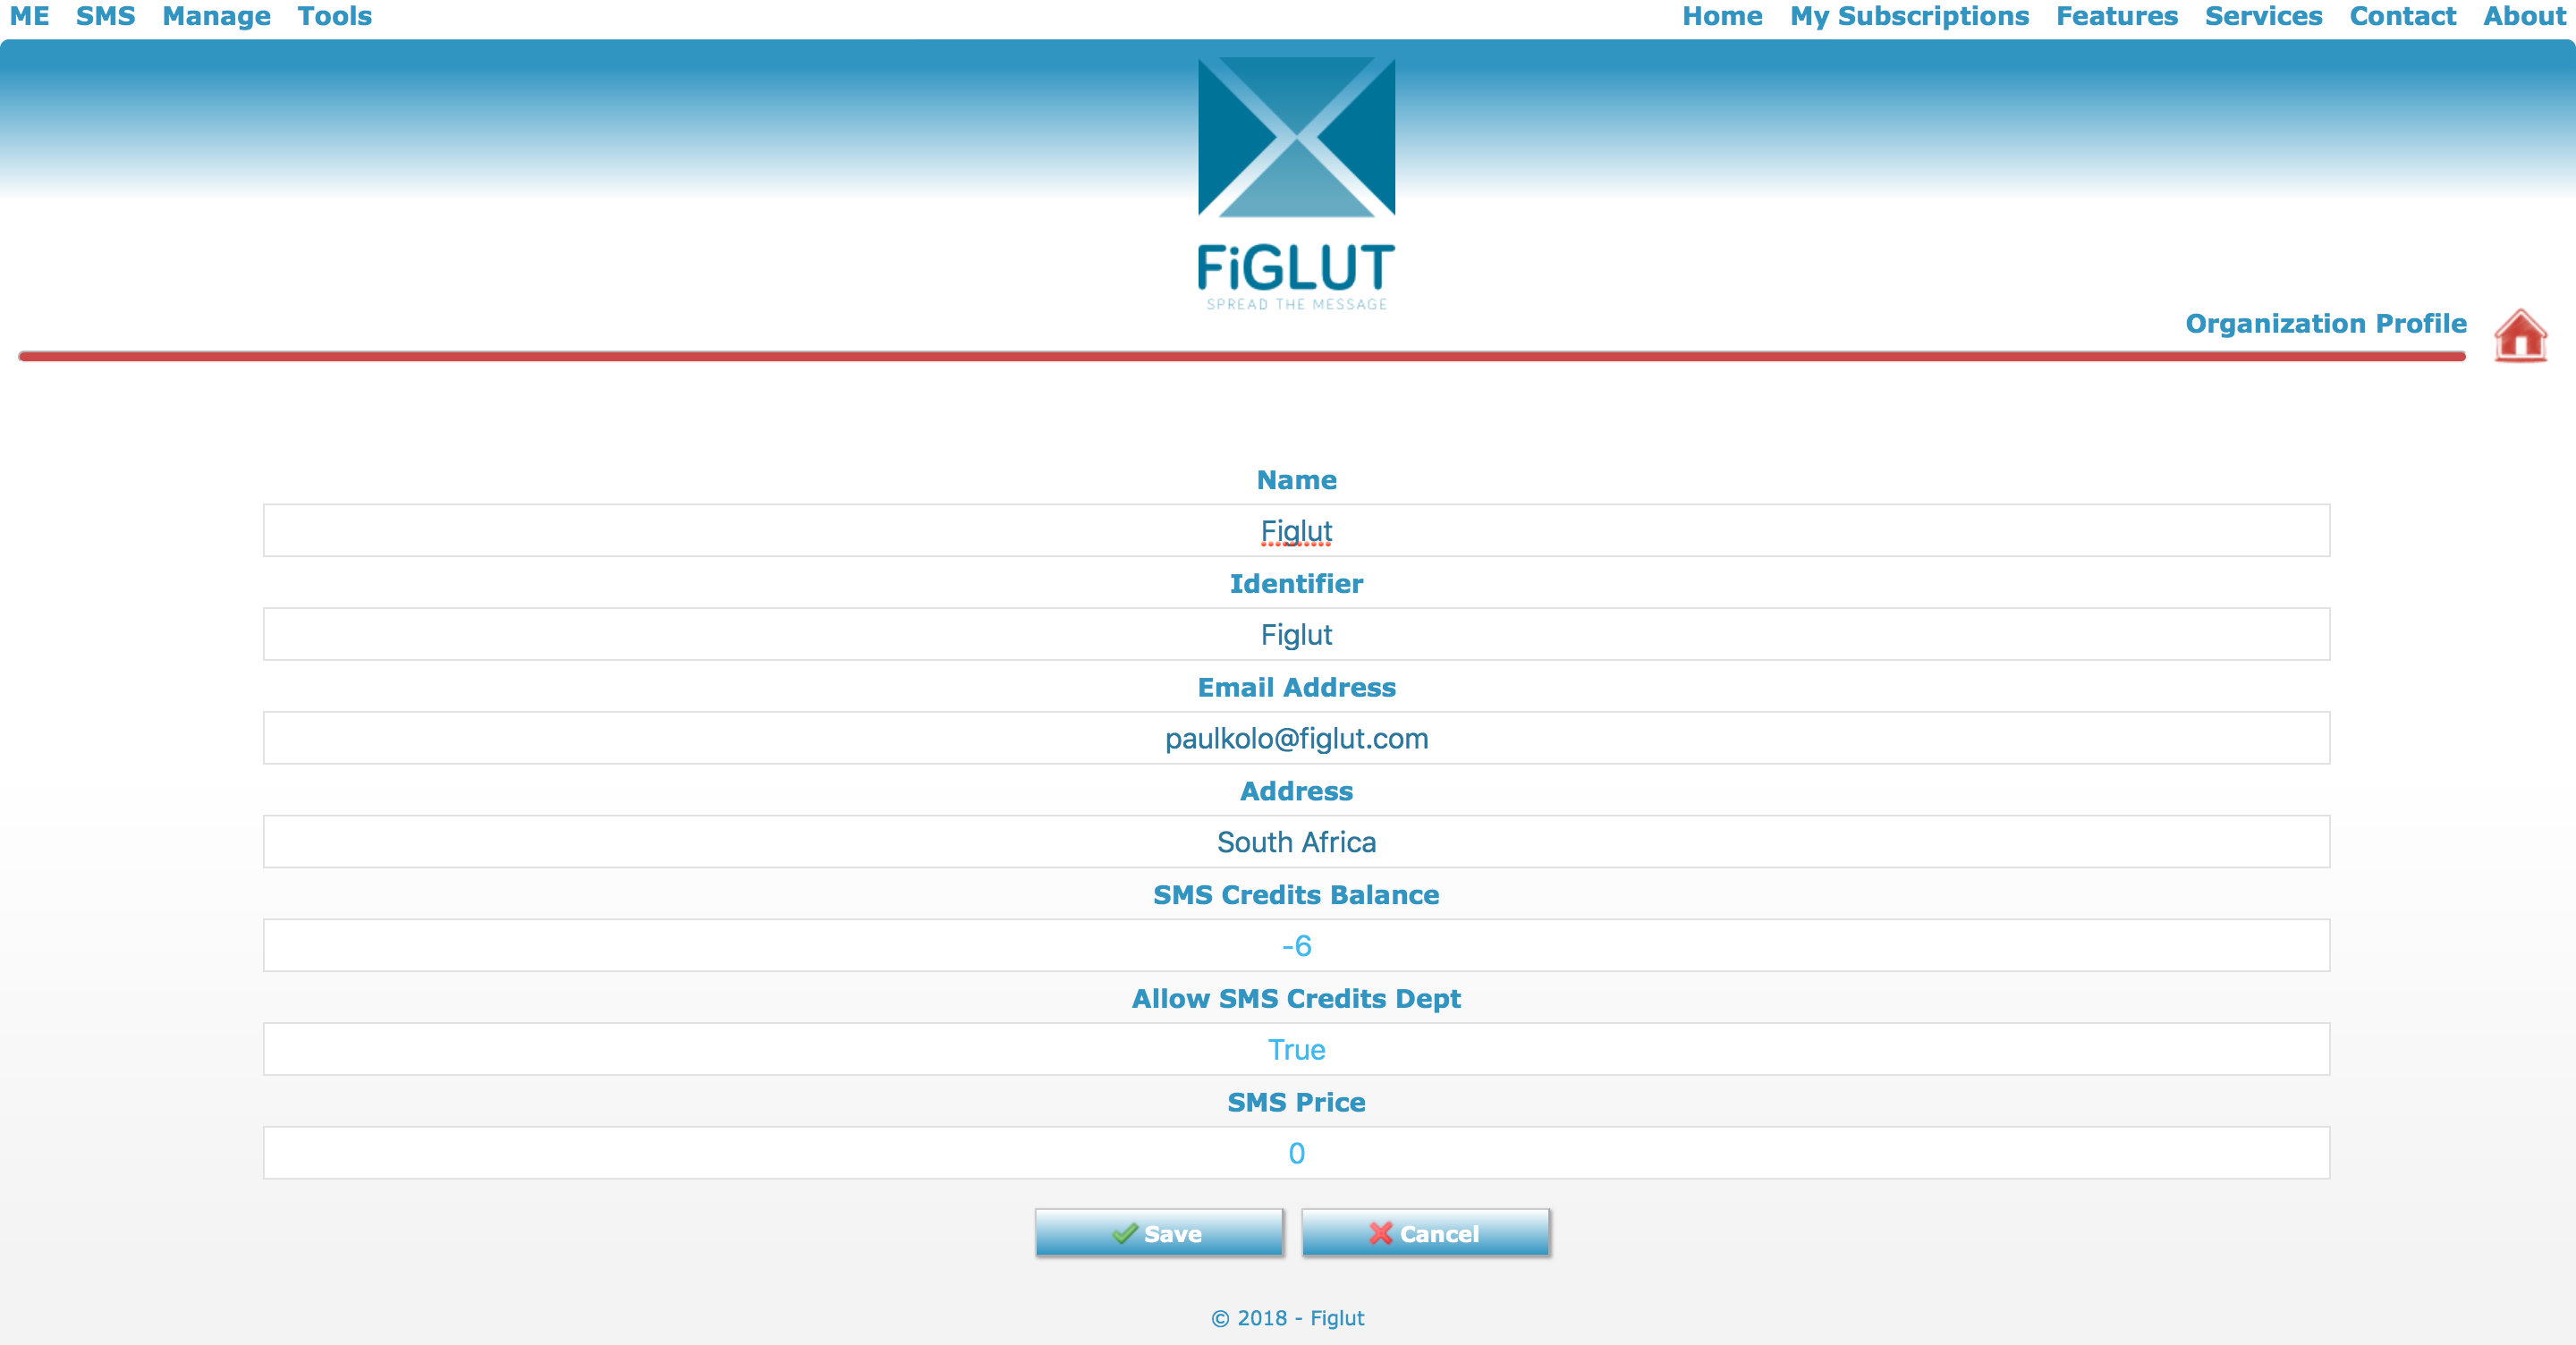 ME SMS Manage Tools Home My Subscriptions Features Services Contact About
FiGLUT
SPREAD THE MESSAGE
Organization Profile
Name
Figlut
Identifier
Figlut
Email Address
paulkolo@figlut.com
Address
South Africa
SMS Credits Balance
-6
Allow SMS Credits Dept
True
SMS Price
0
Save Cancel
© 2018 - Figlut